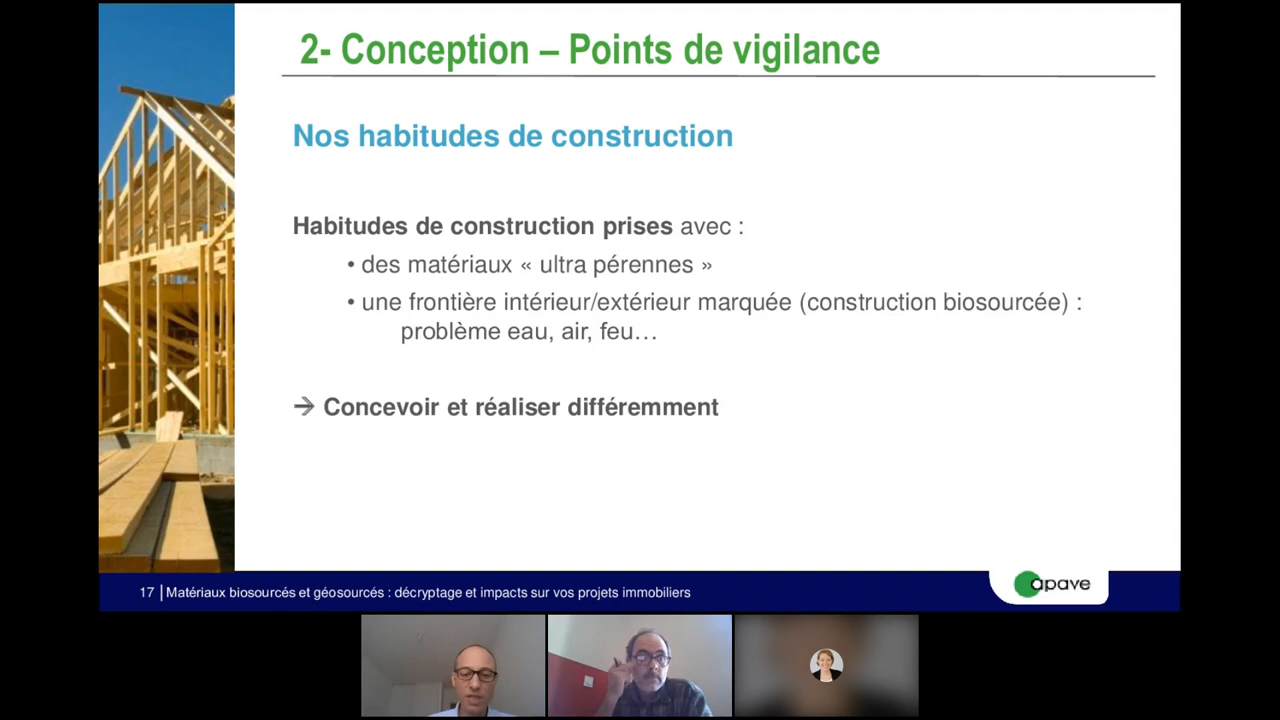 2- Conception – Points de vigilance
Nos habitudes de construction
Habitudes de construction prises avec :
• des matériaux « ultra pérennes »
• une frontière intérieur/extérieur marquée (construction biosourcée) :
problème eau, air, feu…
→ Concevoir et réaliser différemment
17 | Matériaux biosourcés et géosourcés : décryptage et impacts sur vos projets immobiliers
apave